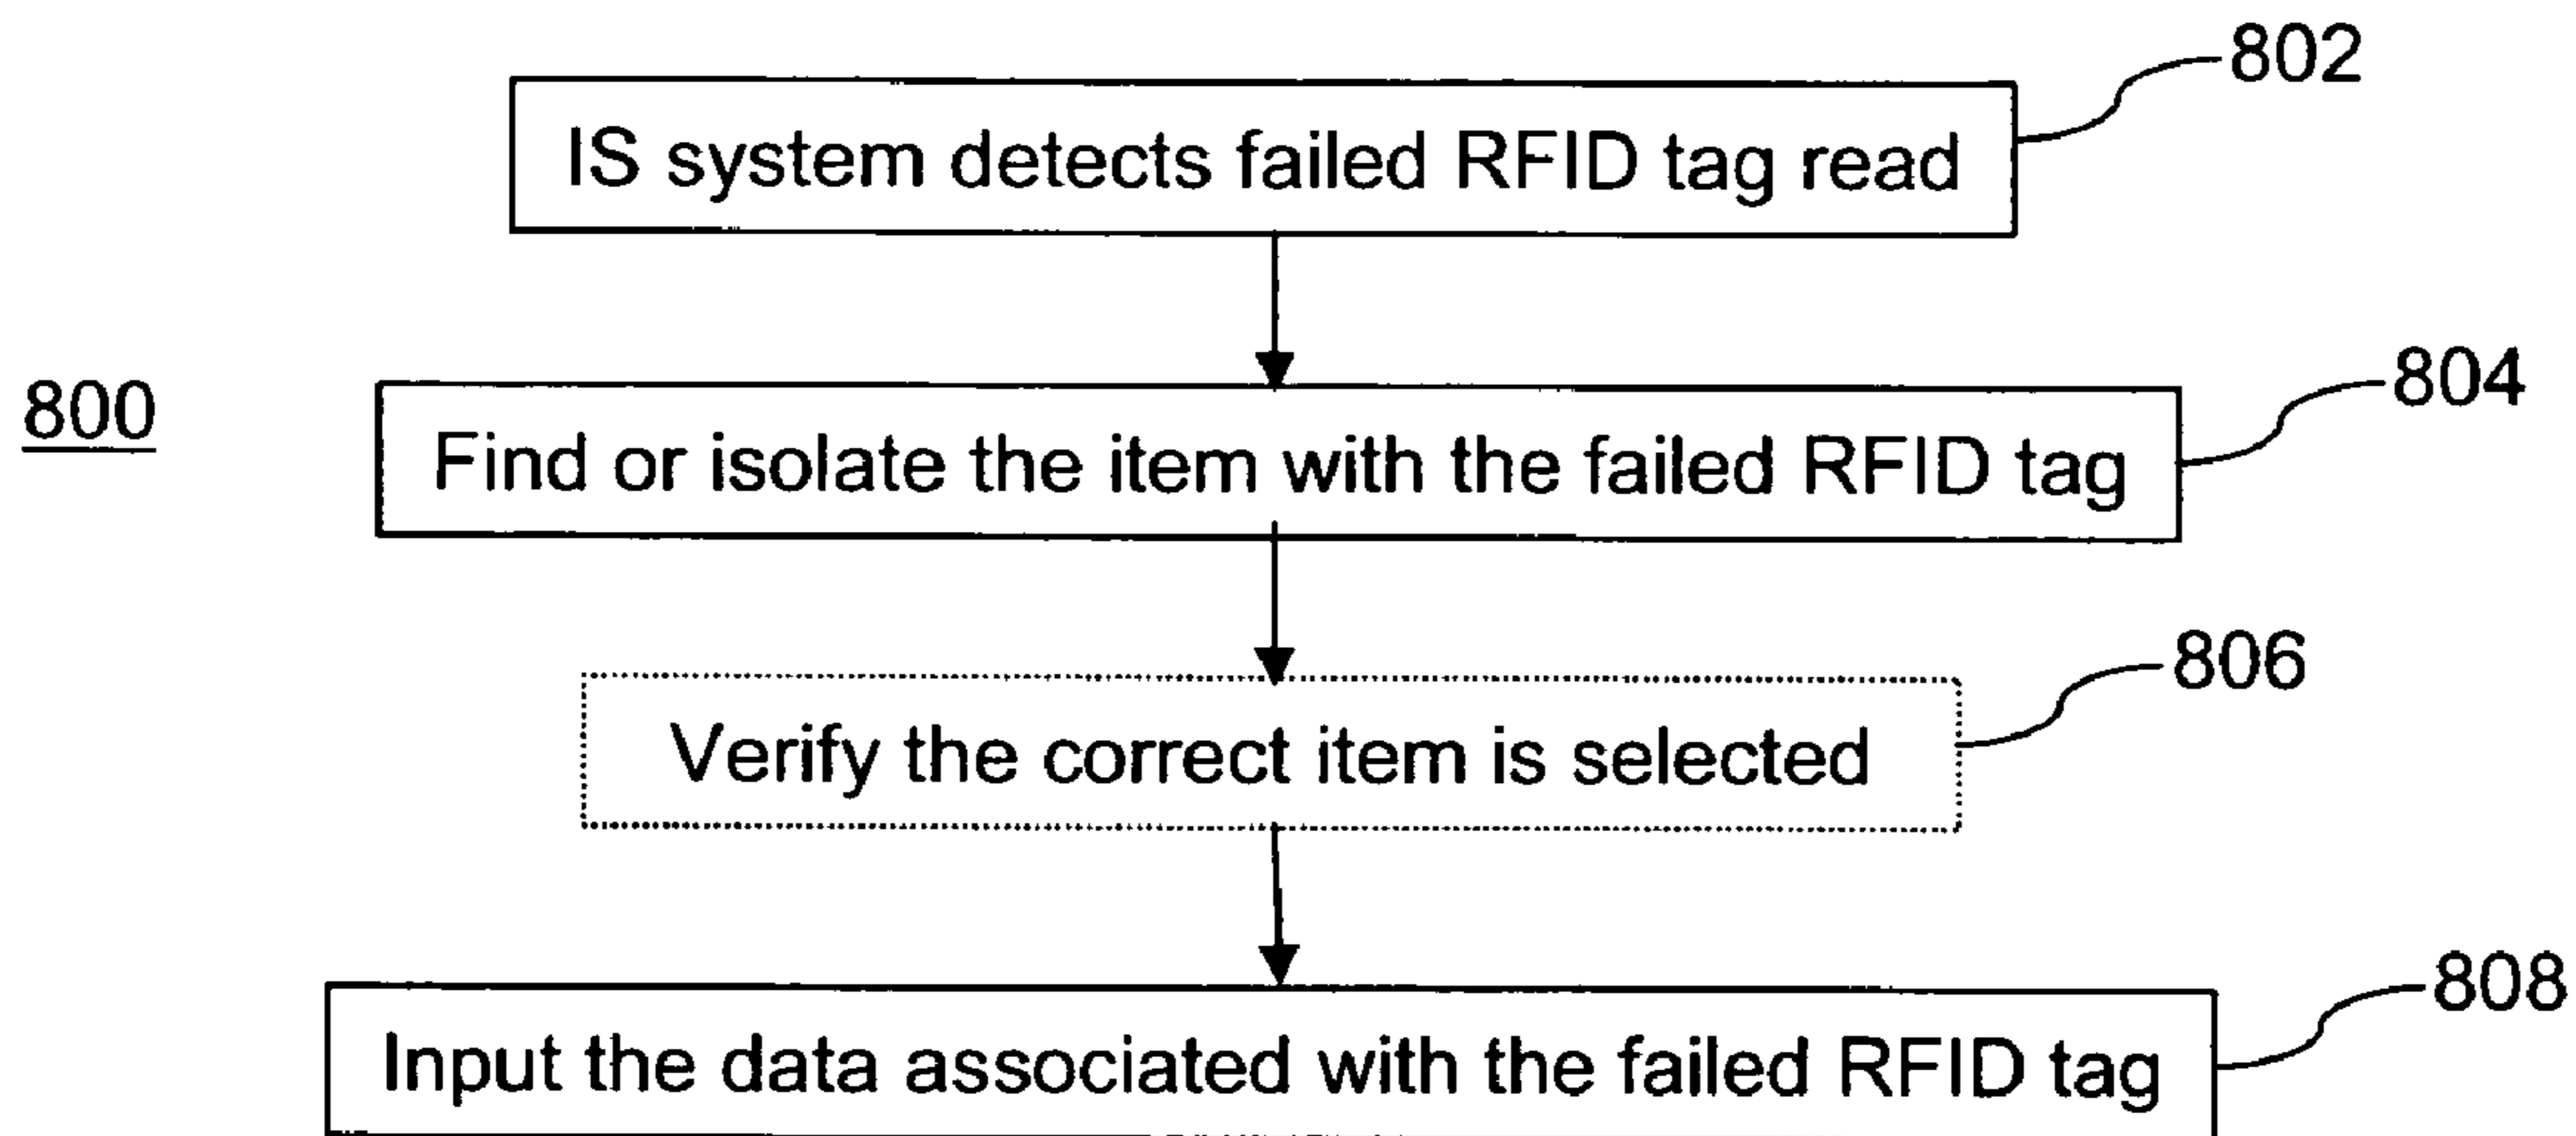 802
IS system detects failed RFID tag read
804
800
Find or isolate the item with the failed RFID tag
806
Verify the correct item is selected
808
Input the data associated with the failed RFID tag